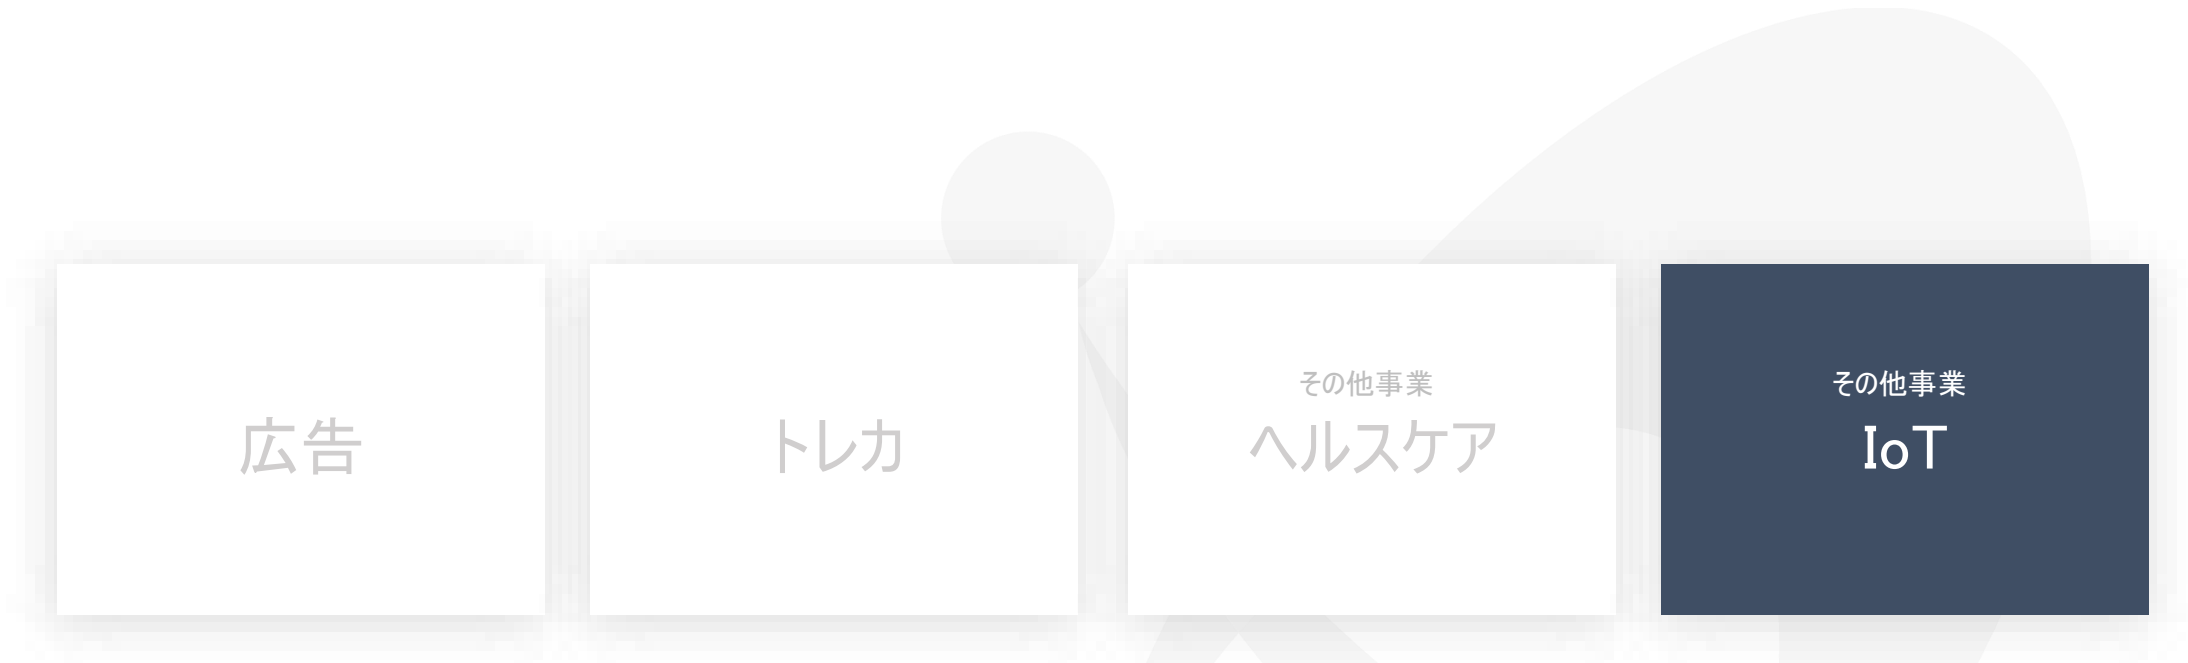 広告
トレカ
その他事業
ヘルスケア
その他事業
IoT